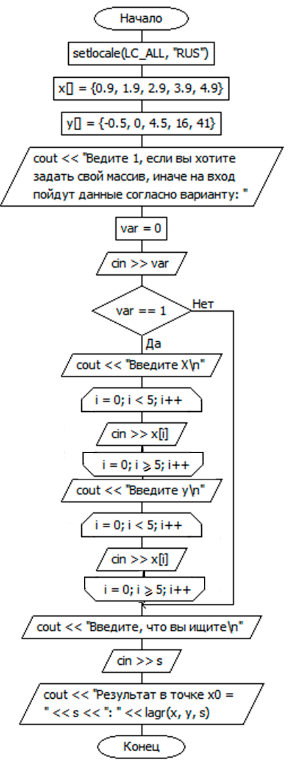 Начало
setlocale(LC_ALL, "RUS")
x[] = {0.9, 1.9, 2.9, 3.9, 4.9}
y[] = {-0.5, 0, 4.5, 16, 41}
cout << "Ведите 1, если вы хотите
задать свой массив, иначе на вход
пойдут данные согласно варианту: "
var = 0
cin >> var
var == 1
Нет
Да
cout << "Введите X\n"
i = 0; i < 5; i++
cin >> x[i]
i = 0; i ⩾ 5; i++
cout << "Введите y\n"
i = 0; i < 5; i++
cin >> x[i]
i = 0; i ⩾ 5; i++
cout << "Введите, что вы ищите\n"
cin >> s
cout << "Результат в точке x0 =
" << s << ": " << lagr(x, y, s)
Конец